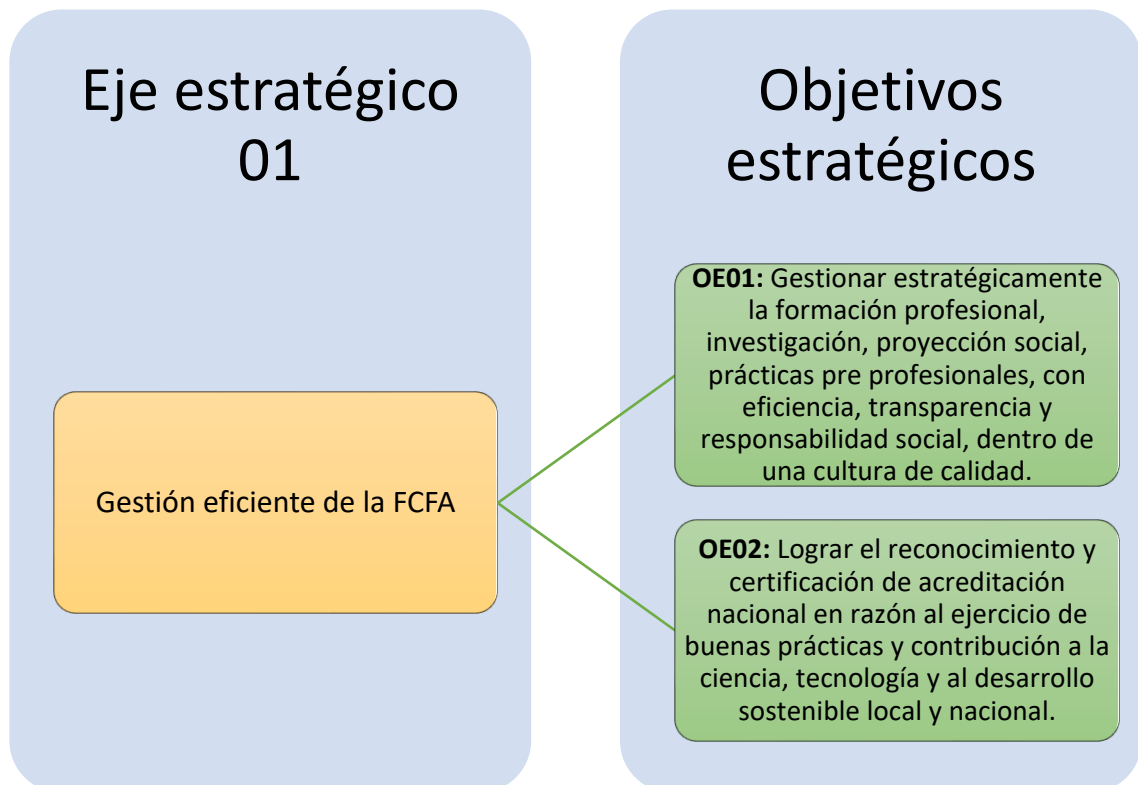 Eje estratégico
01
Gestión eficiente de la FCFA
Objetivos
estratégicos
OE01: Gestionar estratégicamente
la formación profesional,
investigación, proyección social,
prácticas pre profesionales, con
eficiencia, transparencia y
responsabilidad social, dentro de
una cultura de calidad.
OE02: Lograr el reconocimiento y
certificación de acreditación
nacional en razón al ejercicio de
buenas prácticas y contribución a la
ciencia, tecnología y al desarrollo
sostenible local y nacional.